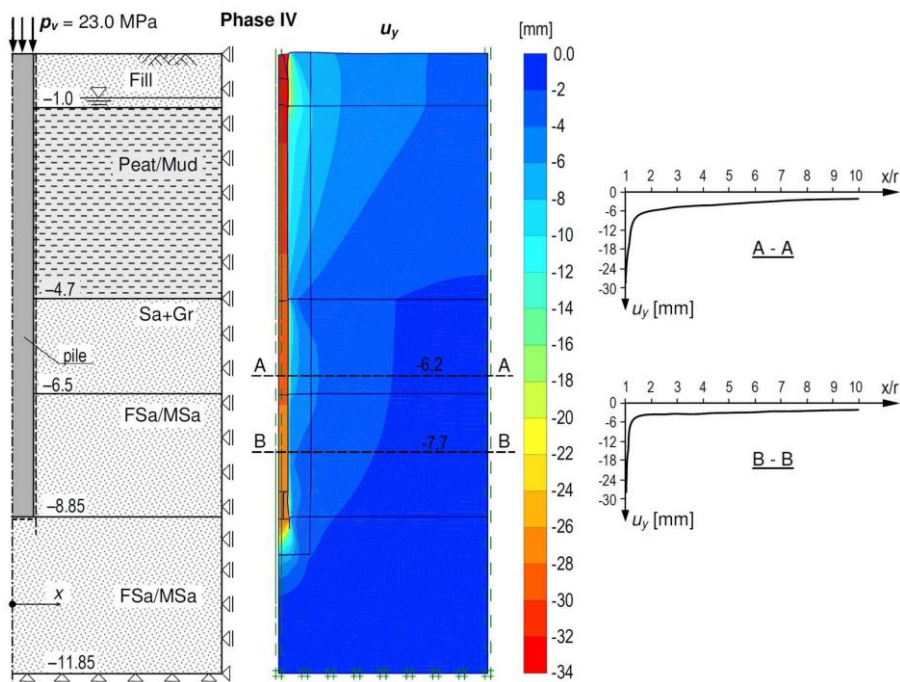 pv = 23.0 MPa
Phase IV
uy
[mm]
Fill
–1.0
Peat/Mud
–4.7
Sa+Gr
pile
–6.5
FSa/MSa
–8.85
FSa/MSa
x
–11.85
A
-6.2
A
B
-7.7
B
0.0
-2
-4
-6
-8
-10
-12
-14
-16
-18
-20
-22
-24
-26
-28
-30
-32
-34
1 2 3 4 5 6 7 8 9 10 x/r
0
-6
-12
-18
-24
-30
A - A
uy [mm]
1 2 3 4 5 6 7 8 9 10 x/r
0
-6
-12
-18
-24
-30
B - B
uy [mm]